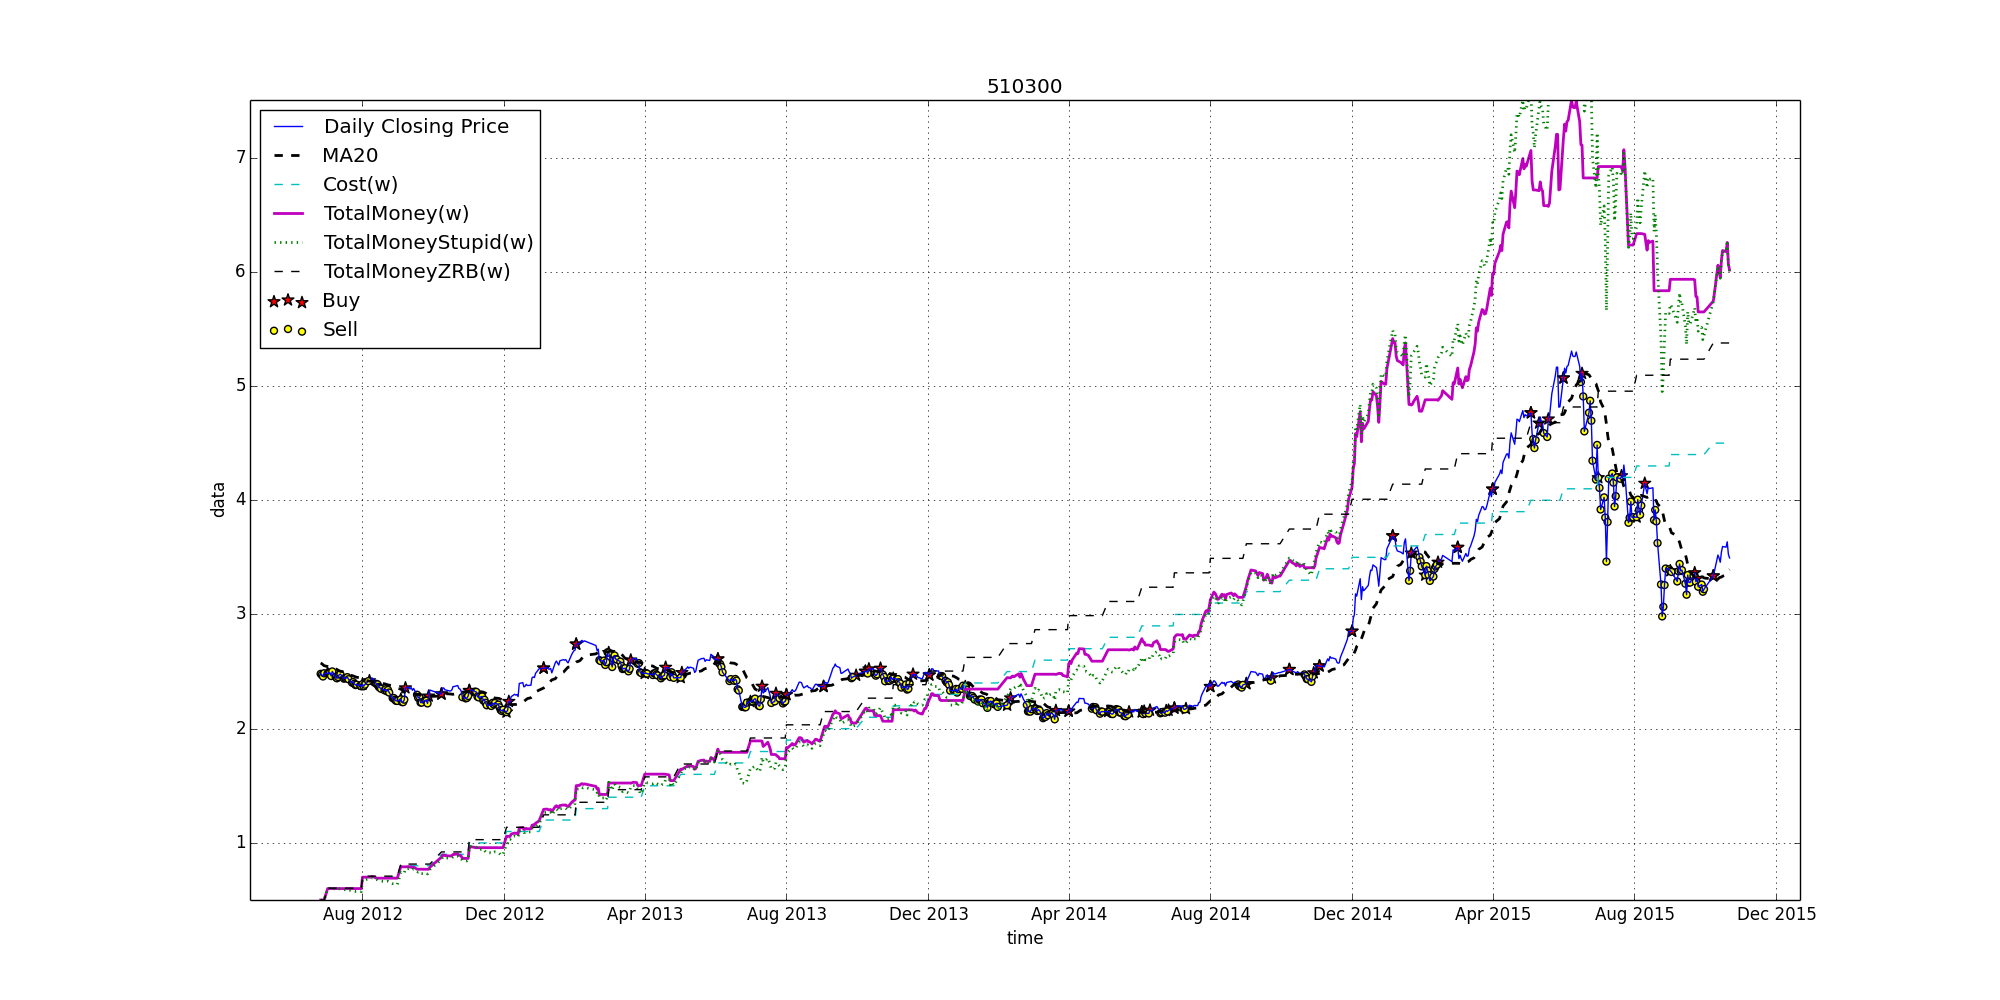 510300
Daily Closing Price
MA20
Cost(w)
TotalMoney(w)
TotalMoneyStupid(w)
TotalMoneyZRB(w)
Buy
Sell
7
6
5
4
3
2
1
data
Aug 2012 Dec 2012 Apr 2013 Aug 2013 Dec 2013 Apr 2014 Aug 2014 Dec 2014 Apr 2015 Aug 2015 Dec 2015
time